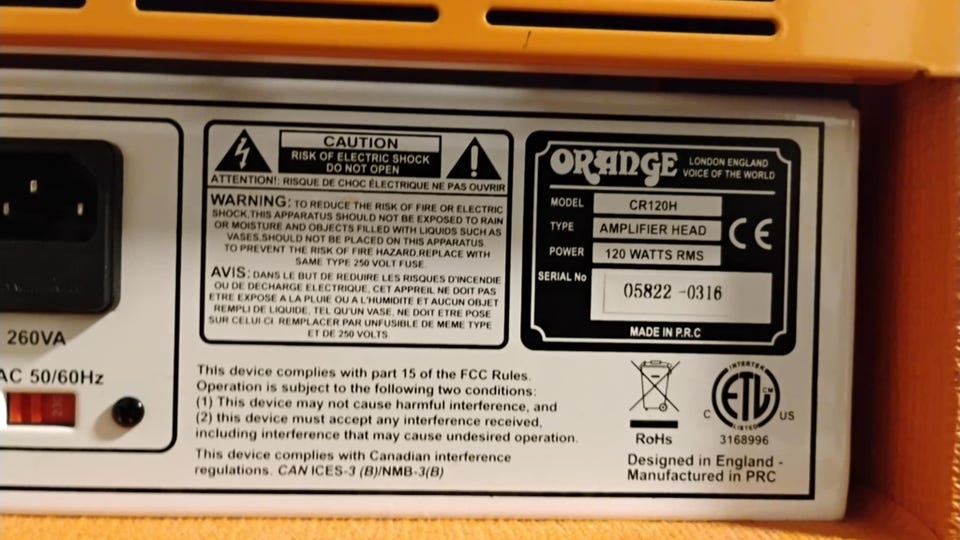 260VA
AC 50/60Hz
CAUTION
RISK OF ELECTRIC SHOCK
DO NOT OPEN
ATTENTION!: RISQUE DE CHOC ÉLECTRIQUE NE PAS OUVRIR
WARNING: TO REDUCE THE RISK OF FIRE OR ELECTRIC
SHOCK,THIS APPARATUS SHOULD NOT BE EXPOSED TO RAIN
OR MOISTURE AND OBJECTS FILLED WITH LIQUIDS SUCH AS
VASES,SHOULD NOT BE PLACED ON THIS APPARATUS.
TO PREVENT THE RISK OF FIRE HAZARD,REPLACE WITH
SAME TYPE 250 VOLT FUSE.
AVIS: DANS LE BUT DE REDUIRE LES RISQUES D'INCENDIE
OU DE DECHARGE ELECTRIQUE, CET APPREIL NE DOIT PAS
ETRE EXPOSE A LA PLUIE OU A L'HUMIDITE ET AUCUN OBJET
REMPLI DE LIQUIDE, TEL QU'UN VASE, NE DOIT ETRE POSE
SUR CELUI-CI. REMPLACER PAR UNFUSIBLE DE MEME TYPE
ET DE 250 VOLTS.
ORANGE LONDON ENGLAND
VOICE OF THE WORLD
MODEL CR120H
TYPE AMPLIFIER HEAD
POWER 120 WATTS RMS
CE
SERIAL No 05822 -0316
MADE IN P.R.C
This device complies with part 15 of the FCC Rules.
Operation is subject to the following two conditions:
(1) This device may not cause harmful interference, and
(2) this device must accept any interference received,
including interference that may cause undesired operation.
This device complies with Canadian interference
regulations. CAN ICES-3 (B)/NMB-3(B)
RoHs
INTERTEK
C ETL CM US
LISTED
3168996
Designed in England -
Manufactured in PRC